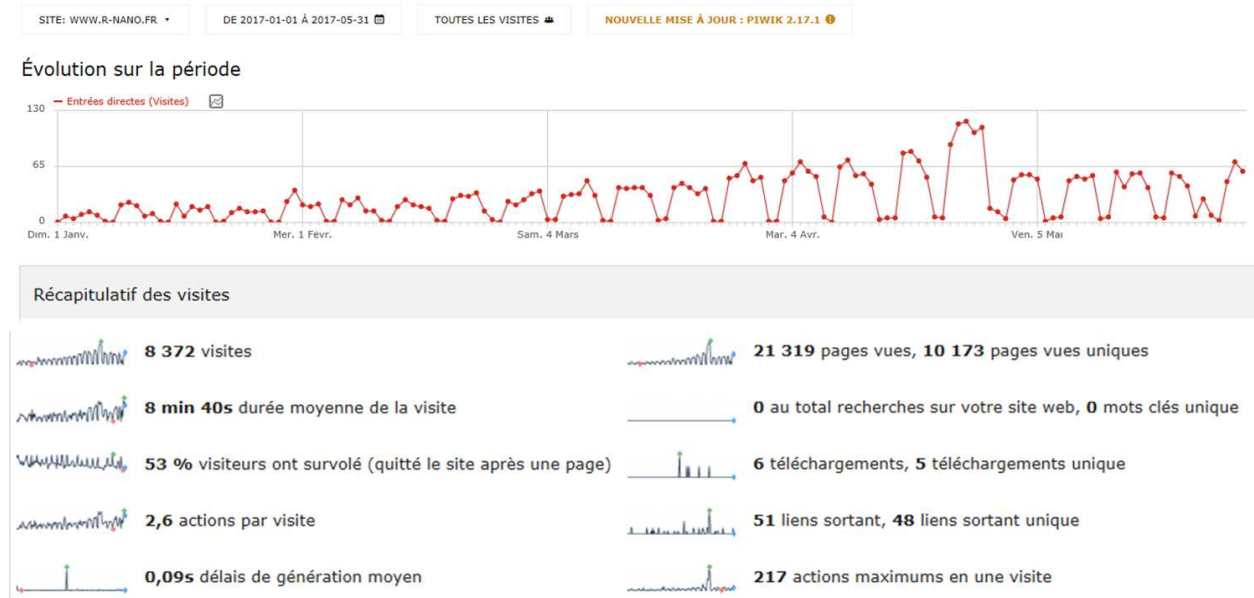 SITE: WWW.R-NANO.FR
DE 2017-01-01 À 2017-05-31
TOUTES LES VISITES
NOUVELLE MISE À JOUR : PIWIK 2.17.1
Évolution sur la période
Entrées directes (Visites)
130
65
0
Dim. 1 Janv.
Mer. 1 Févr.
Sam. 4 Mars
Mar. 4 Avr.
Ven. 5 Mai
Récapitulatif des visites
8 372 visites
21 319 pages vues, 10 173 pages vues uniques
8 min 40s durée moyenne de la visite
0 au total recherches sur votre site web, 0 mots clés unique
53 % visiteurs ont survolé (quitté le site après une page)
6 téléchargements, 5 téléchargements unique
2,6 actions par visite
51 liens sortant, 48 liens sortant unique
0,09s délais de génération moyen
217 actions maximums en une visite